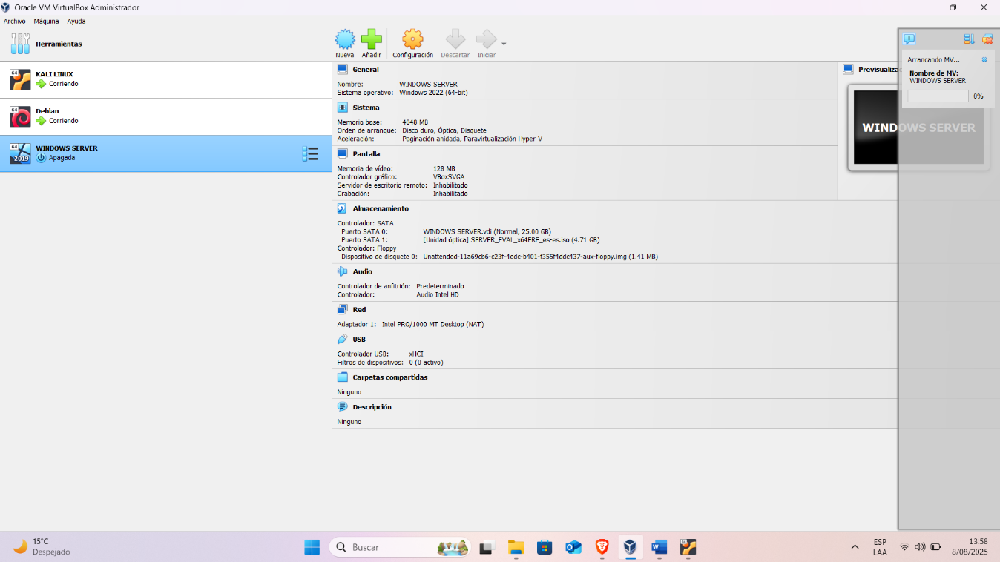 Oracle VM VirtualBox Administrador
Archivo Máquina Ayuda
Herramientas
Nueva Añadir Configuración Descartar Iniciar
64
KALI LINUX
Corriendo
64
Debian
Corriendo
64
2019
WINDOWS SERVER
Apagada
General
Nombre: WINDOWS SERVER
Sistema operativo: Windows 2022 (64-bit)
Sistema
Memoria base: 4048 MB
Orden de arranque: Disco duro, Óptica, Disquete
Aceleración: Paginación anidada, Paravirtualización Hyper-V
Pantalla
Memoria de vídeo: 128 MB
Controlador gráfico: VBoxSVGA
Servidor de escritorio remoto: Inhabilitado
Grabación: Inhabilitado
Almacenamiento
Controlador: SATA
Puerto SATA 0: WINDOWS SERVER.vdi (Normal, 25.00 GB)
Puerto SATA 1: [Unidad óptica] SERVER_EVAL_x64FRE_es-es.iso (4.71 GB)
Controlador: Floppy
Dispositivo de disquete 0: Unattended-11a69cb6-c23f-4edc-b401-f355f4ddc437-aux-floppy.img (1.41 MB)
Audio
Controlador de anfitrión: Predeterminado
Controlador: Audio Intel HD
Red
Adaptador 1: Intel PRO/1000 MT Desktop (NAT)
USB
Controlador USB: xHCI
Filtros de dispositivos: 0 (0 activo)
Carpetas compartidas
Ninguno
Descripción
Ninguno
Previsualiza
WINDOWS SERVER
Arrancando MV...
Nombre de MV:
WINDOWS SERVER
0%
15°C
Despejado
Buscar
ESP
LAA
13:58
8/08/2025